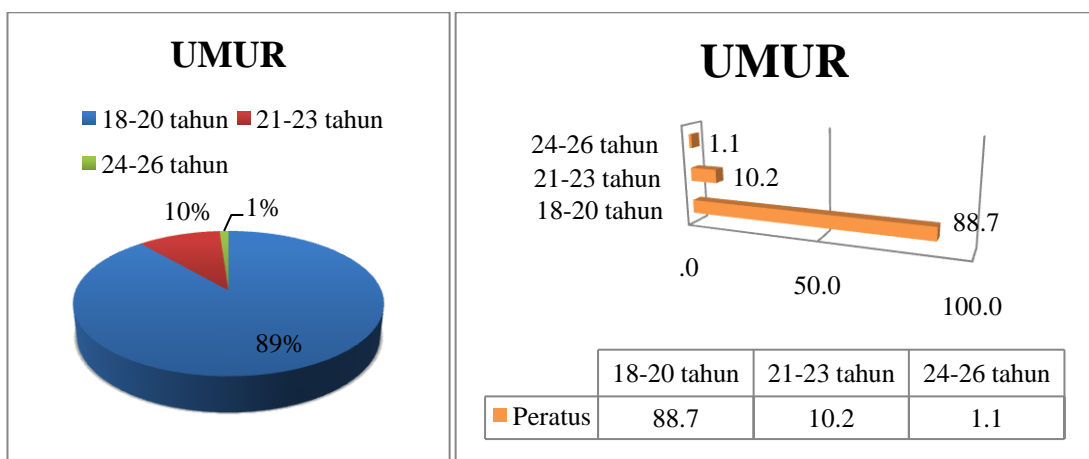 UMUR
18-20 tahun 21-23 tahun
24-26 tahun
10% 1%
89%
UMUR
24-26 tahun 1.1
21-23 tahun 10.2
18-20 tahun 88.7
.0 50.0 100.0
18-20 tahun 21-23 tahun 24-26 tahun
Peratus 88.7 10.2 1.1